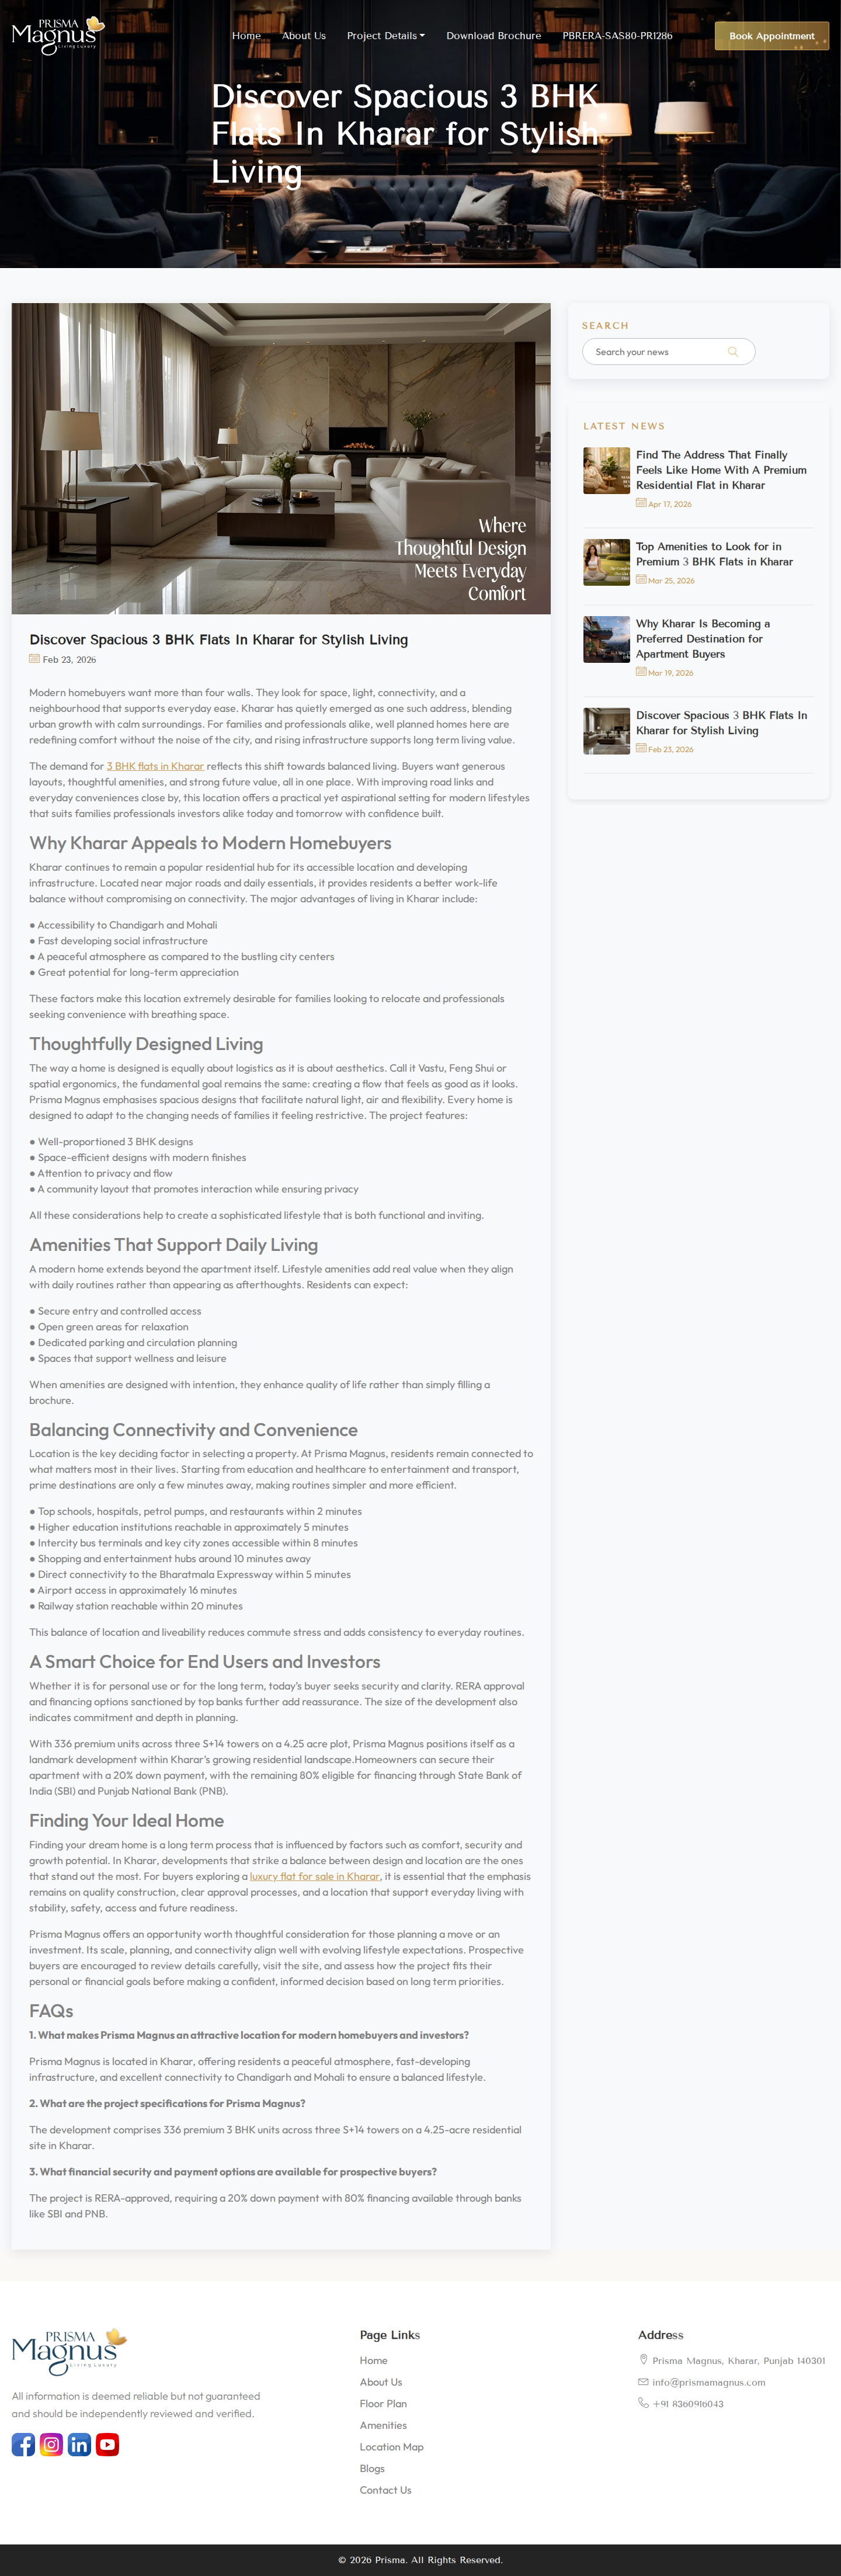 PRISMA
Magnus
Living Luxury
Home
About Us
Project Details
Download Brochure
PBRERA-SAS80-PR1286
Book Appointment
Discover Spacious 3 BHK
Flats In Kharar for Stylish
Living
Where
Thoughtful Design
Meets Everyday
Comfort
Discover Spacious 3 BHK Flats In Kharar for Stylish Living
Feb 23, 2026
Modern homebuyers want more than four walls. They look for space, light, connectivity, and a
neighbourhood that supports everyday ease. Kharar has quietly emerged as one such address, blending
urban growth with calm surroundings. For families and professionals alike, well planned homes here are
redefining comfort without the noise of the city, and rising infrastructure supports long term living value.
The demand for 3 BHK flats in Kharar reflects this shift towards balanced living. Buyers want generous
layouts, thoughtful amenities, and strong future value, all in one place. With improving road links and
everyday conveniences close by, this location offers a practical yet aspirational setting for modern lifestyles
that suits families professionals investors alike today and tomorrow with confidence built.
Why Kharar Appeals to Modern Homebuyers
Kharar continues to remain a popular residential hub for its accessible location and developing
infrastructure. Located near major roads and daily essentials, it provides residents a better work-life
balance without compromising on connectivity. The major advantages of living in Kharar include:
● Accessibility to Chandigarh and Mohali
● Fast developing social infrastructure
● A peaceful atmosphere as compared to the bustling city centers
● Great potential for long-term appreciation
These factors make this location extremely desirable for families looking to relocate and professionals
seeking convenience with breathing space.
Thoughtfully Designed Living
The way a home is designed is equally about logistics as it is about aesthetics. Call it Vastu, Feng Shui or
spatial ergonomics, the fundamental goal remains the same: creating a flow that feels as good as it looks.
Prisma Magnus emphasises spacious designs that facilitate natural light, air and flexibility. Every home is
designed to adapt to the changing needs of families it feeling restrictive. The project features:
● Well-proportioned 3 BHK designs
● Space-efficient designs with modern finishes
● Attention to privacy and flow
● A community layout that promotes interaction while ensuring privacy
All these considerations help to create a sophisticated lifestyle that is both functional and inviting.
Amenities That Support Daily Living
A modern home extends beyond the apartment itself. Lifestyle amenities add real value when they align
with daily routines rather than appearing as afterthoughts. Residents can expect:
● Secure entry and controlled access
● Open green areas for relaxation
● Dedicated parking and circulation planning
● Spaces that support wellness and leisure
When amenities are designed with intention, they enhance quality of life rather than simply filling a
brochure.
Balancing Connectivity and Convenience
Location is the key deciding factor in selecting a property. At Prisma Magnus, residents remain connected to
what matters most in their lives. Starting from education and healthcare to entertainment and transport,
prime destinations are only a few minutes away, making routines simpler and more efficient.
● Top schools, hospitals, petrol pumps, and restaurants within 2 minutes
● Higher education institutions reachable in approximately 5 minutes
● Intercity bus terminals and key city zones accessible within 8 minutes
● Shopping and entertainment hubs around 10 minutes away
● Direct connectivity to the Bharatmala Expressway within 5 minutes
● Airport access in approximately 16 minutes
● Railway station reachable within 20 minutes
This balance of location and liveability reduces commute stress and adds consistency to everyday routines.
A Smart Choice for End Users and Investors
Whether it is for personal use or for the long term, today's buyer seeks security and clarity. RERA approval
and financing options sanctioned by top banks further add reassurance. The size of the development also
indicates commitment and depth in planning.
With 336 premium units across three S+14 towers on a 4.25 acre plot, Prisma Magnus positions itself as a
landmark development within Kharar's growing residential landscape.Homeowners can secure their
apartment with a 20% down payment, with the remaining 80% eligible for financing through State Bank of
India (SBI) and Punjab National Bank (PNB).
Finding Your Ideal Home
Finding your dream home is a long term process that is influenced by factors such as comfort, security and
growth potential. In Kharar, developments that strike a balance between design and location are the ones
that stand out the most. For buyers exploring a luxury flat for sale in Kharar, it is essential that the emphasis
remains on quality construction, clear approval processes, and a location that support everyday living with
stability, safety, access and future readiness.
Prisma Magnus offers an opportunity worth thoughtful consideration for those planning a move or an
investment. Its scale, planning, and connectivity align well with evolving lifestyle expectations. Prospective
buyers are encouraged to review details carefully, visit the site, and assess how the project fits their
personal or financial goals before making a confident, informed decision based on long term priorities.
FAQs
1. What makes Prisma Magnus an attractive location for modern homebuyers and investors?
Prisma Magnus is located in Kharar, offering residents a peaceful atmosphere, fast-developing
infrastructure, and excellent connectivity to Chandigarh and Mohali to ensure a balanced lifestyle.
2. What are the project specifications for Prisma Magnus?
The development comprises 336 premium 3 BHK units across three S+14 towers on a 4.25-acre residential
site in Kharar.
3. What financial security and payment options are available for prospective buyers?
The project is RERA-approved, requiring a 20% down payment with 80% financing available through banks
like SBI and PNB.
SEARCH
Search your news
LATEST NEWS
Find The Address That Finally
Feels Like Home With A Premium
Residential Flat in Kharar
Apr 17, 2026
Top Amenities to Look for in
Premium 3 BHK Flats in Kharar
Mar 25, 2026
Why Kharar Is Becoming a
Preferred Destination for
Apartment Buyers
Mar 19, 2026
Discover Spacious 3 BHK Flats In
Kharar for Stylish Living
Feb 23, 2026
PRISMA
Magnus
Living Luxury
All information is deemed reliable but not guaranteed
and should be independently reviewed and verified.
Page Links
Home
About Us
Floor Plan
Amenities
Location Map
Blogs
Contact Us
Address
Prisma Magnus, Kharar, Punjab 140301
info@prismamagnus.com
+91 8360916043
© 2026 Prisma. All Rights Reserved.